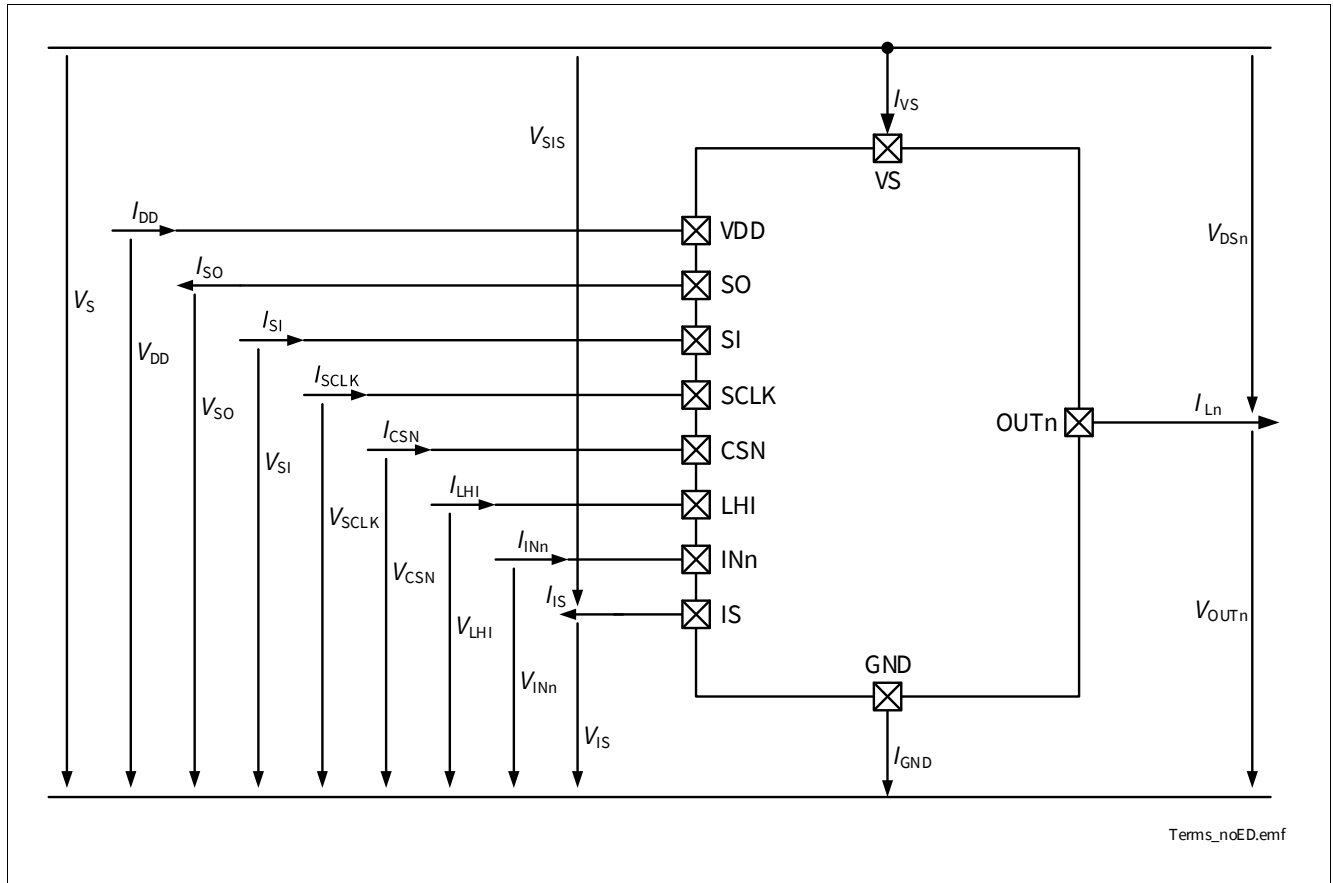 I_VS
V_SIS
VS
I_DD
VDD
V_DSn
I_SO
SO
V_S
I_SI
SI
V_DD
I_SCLK
SCLK
V_SO
I_Ln
OUTn
I_CSN
CSN
V_SI
I_LHI
LHI
V_SCLK
I_INn
INn
V_CSN
I_IS
IS
V_OUTn
V_LHI
GND
V_INn
V_IS
I_GND
Terms_noED.emf